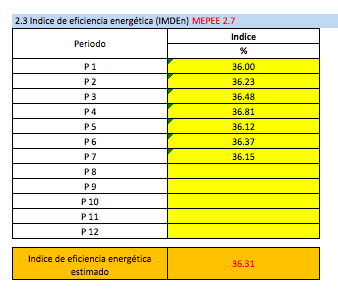 2.3 Indice de eficiencia energética (IMDEn) MEPEE 2.7
Periodo Indice
%
P 1 36.00
P 2 36.23
P 3 36.48
P 4 36.81
P 5 36.12
P 6 36.37
P 7 36.15
P 8
P 9
P 10
P 11
P 12
Indice de eficiencia energética
estimado 36.31